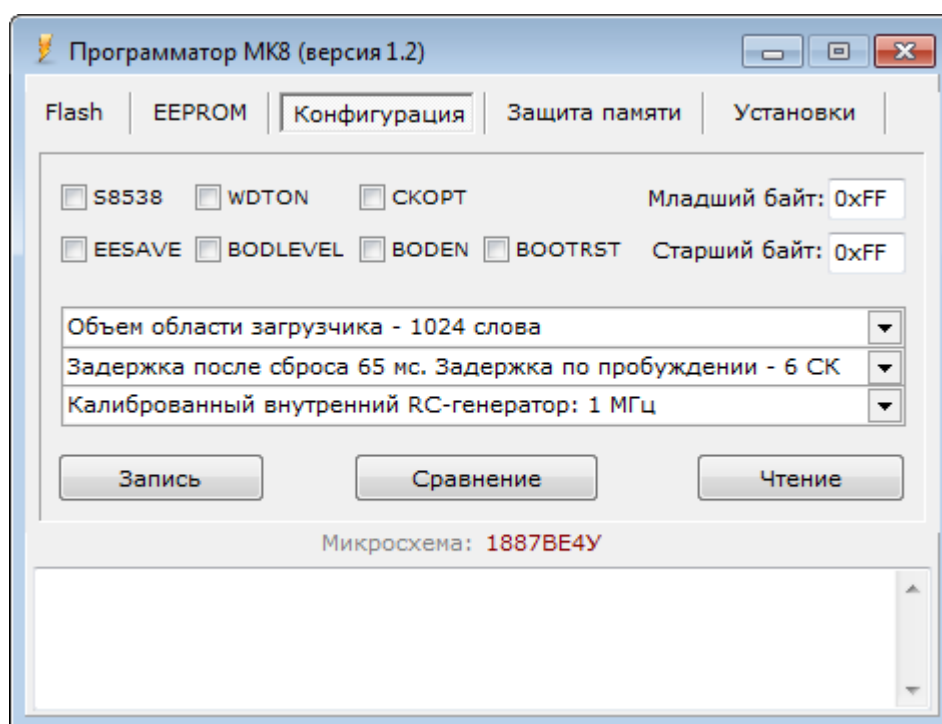 Программатор МК8 (версия 1.2)
Flash EEPROM Конфигурация Защита памяти Установки
S8538 WDTON CKOPT Младший байт: 0xFF
EESAVE BODLEVEL BODEN BOOTRST Старший байт: 0xFF
Объем области загрузчика - 1024 слова
Задержка после сброса 65 мс. Задержка по пробуждении - 6 СК
Калиброванный внутренний RC-генератор: 1 МГц
Запись Сравнение Чтение
Микросхема: 1887ВЕ4У